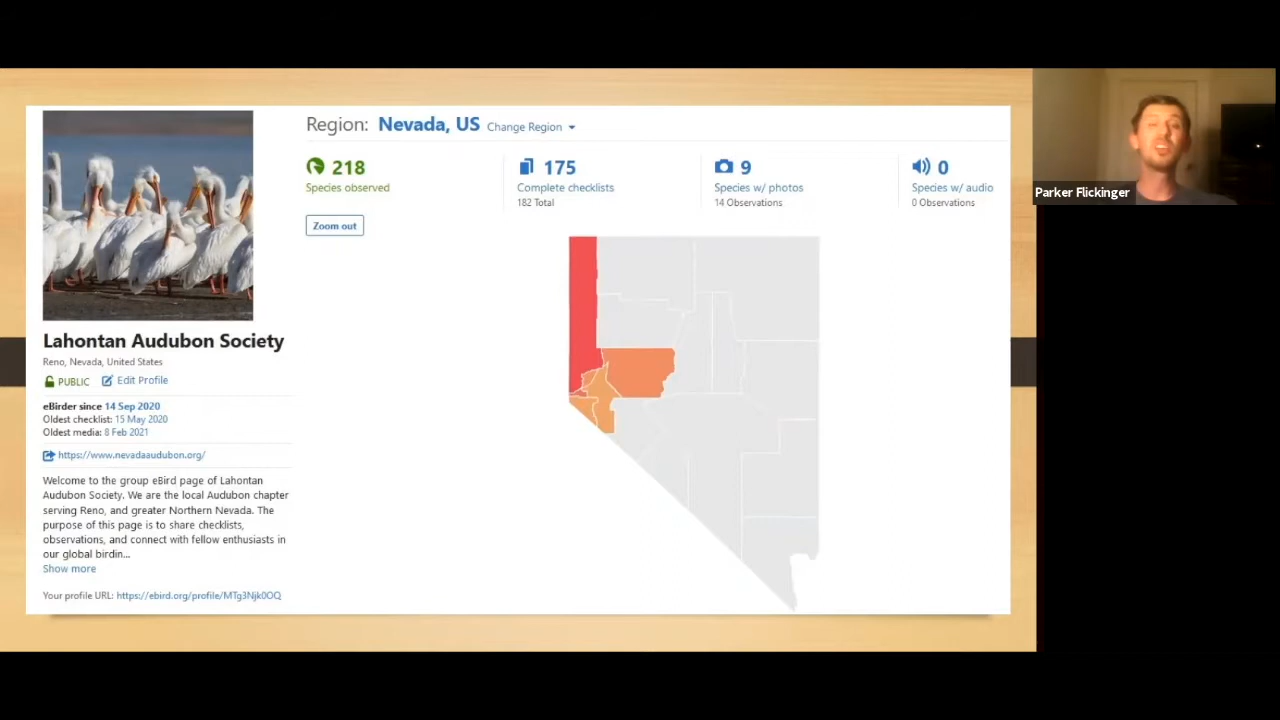 Region: Nevada, US Change Region
218
Species observed
175
Complete checklists
182 Total
9
Species w/ photos
14 Observations
0
Species w/ audio
0 Observations
Zoom out
Parker Flickinger
Lahontan Audubon Society
Reno, Nevada, United States
PUBLIC Edit Profile
eBirder since 14 Sep 2020
Oldest checklist: 15 May 2020
Oldest media: 8 Feb 2021
https://www.nevadaaudubon.org/
Welcome to the group eBird page of Lahontan
Audubon Society. We are the local Audubon chapter
serving Reno, and greater Northern Nevada. The
purpose of this page is to share checklists,
observations, and connect with fellow enthusiasts in
our global birdin...
Show more
Your profile URL: https://ebird.org/profile/MTg3Njk0OQ